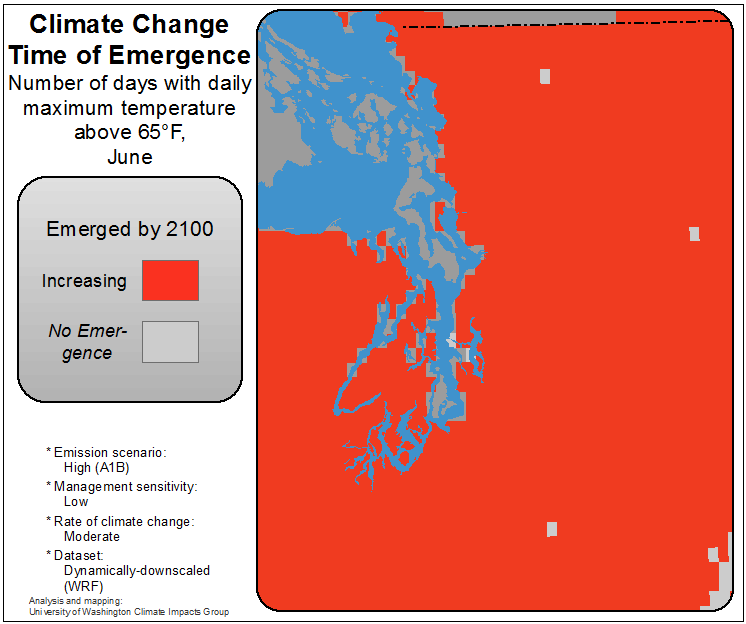 Climate Change
Time of Emergence
Number of days with daily
maximum temperature
above 65°F,
June
Emerged by 2100
Increasing
No Emer-
gence
* Emission scenario:
High (A1B)
* Management sensitivity:
Low
* Rate of climate change:
Moderate
* Dataset:
Dynamically-downscaled
(WRF)
Analysis and mapping:
University of Washington Climate Impacts Group